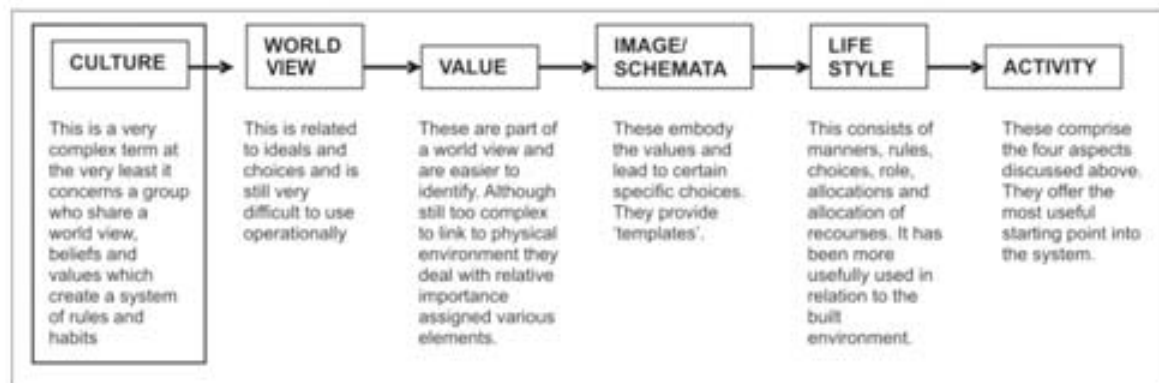 CULTURE
This is a very
complex term at
the very least it
concerns a group
who share a
world view,
beliefs and
values which
create a system
of rules and
habits
WORLD
VIEW
This is related
to ideals and
choices and is
still very
difficult to use
operationally
VALUE
These are part of
a world view and
are easier to
identify. Although
still too complex
to link to physical
environment they
deal with relative
importance
assigned various
elements.
IMAGE/
SCHEMATA
These embody
the values and
lead to certain
specific choices.
They provide
'templates'.
LIFE
STYLE
This consists of
manners, rules,
choices, role,
allocations and
allocation of
recourses. It has
been more
usefully used in
relation to the
built
environment.
ACTIVITY
These comprise
the four aspects
discussed above.
They offer the
most useful
starting point into
the system.